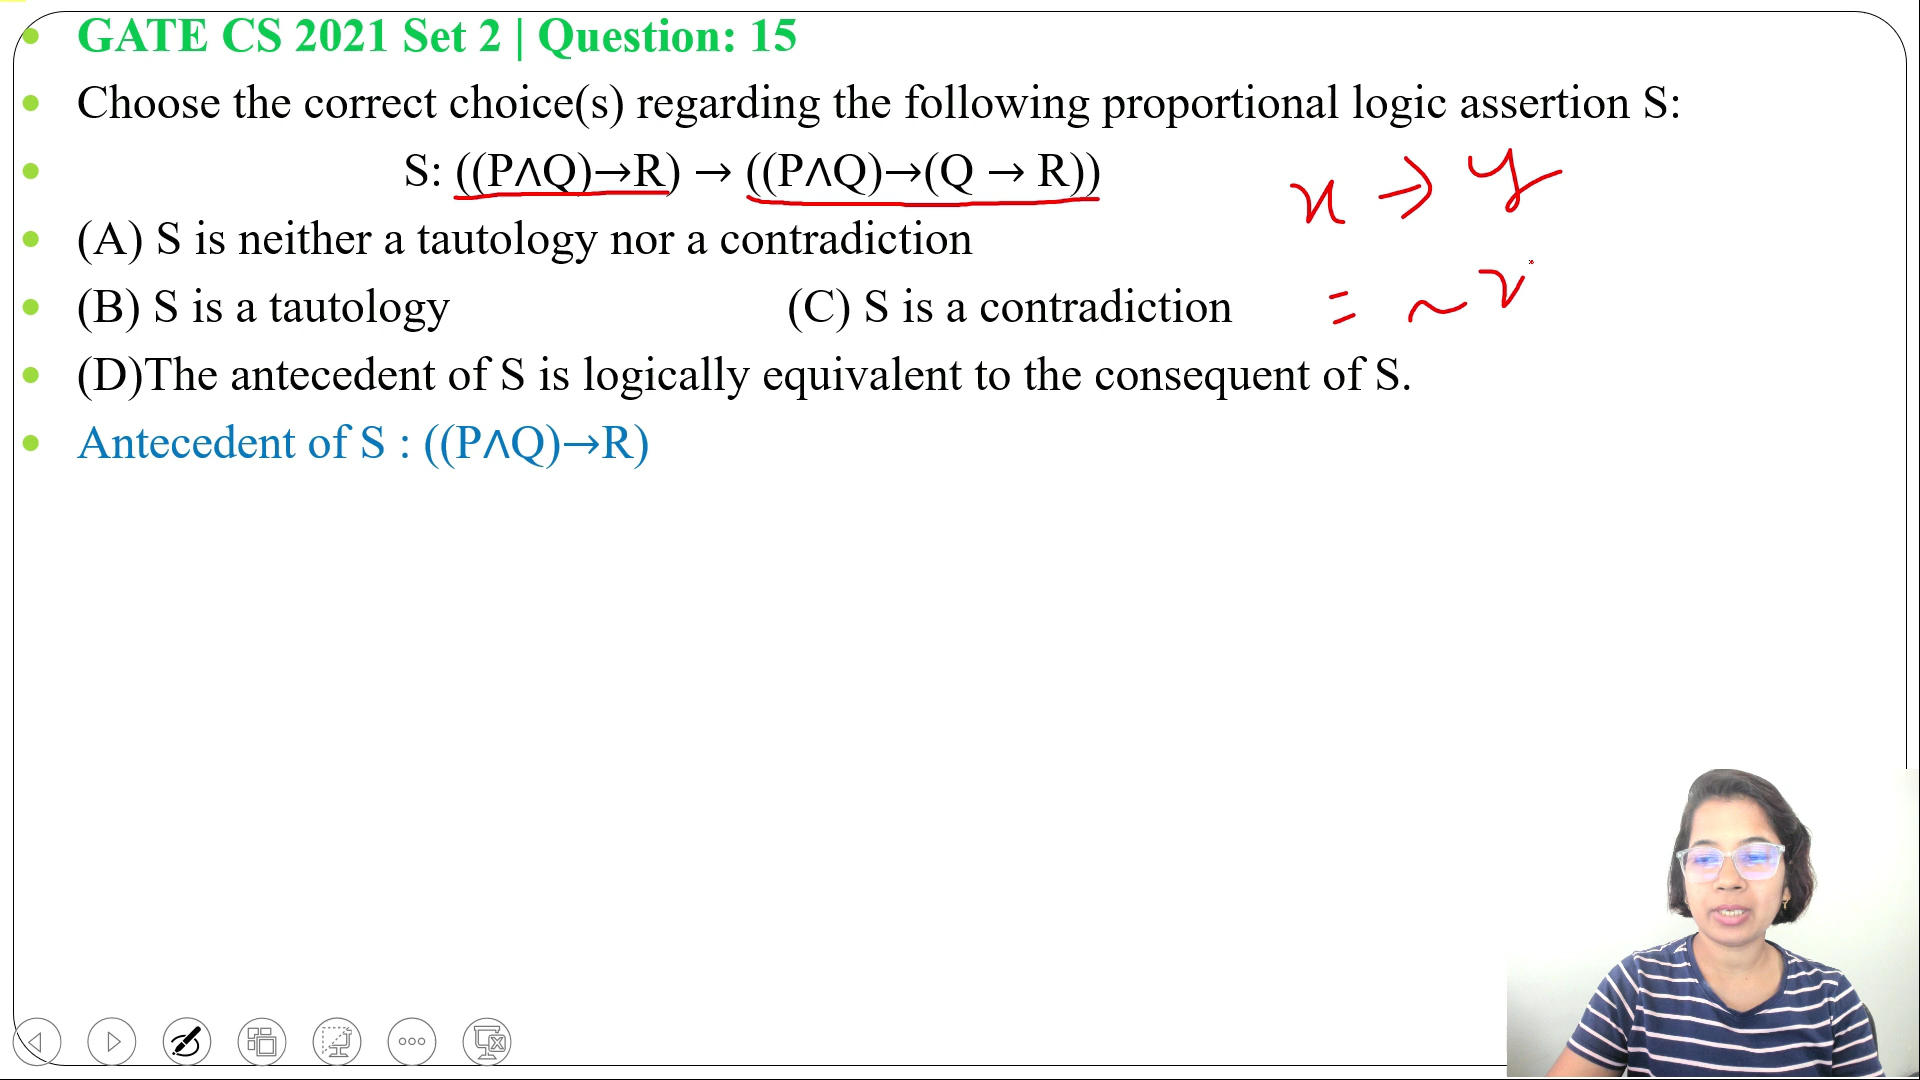 GATE CS 2021 Set 2 | Question: 15
Choose the correct choice(s) regarding the following proportional logic assertion S:
S: ((P∧Q)→R) → ((P∧Q)→(Q → R))
x → y
(A) S is neither a tautology nor a contradiction
(B) S is a tautology (C) S is a contradiction
= ~
(D)The antecedent of S is logically equivalent to the consequent of S.
Antecedent of S : ((P∧Q)→R)